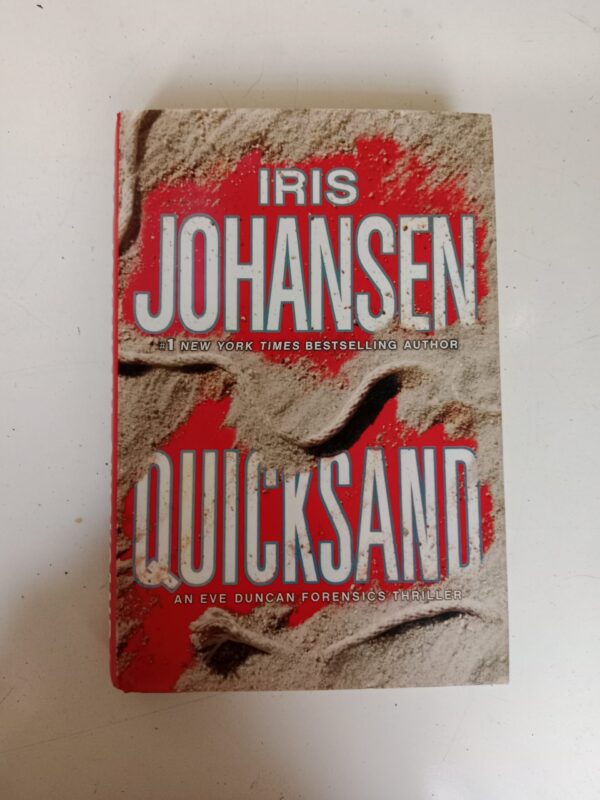 IRIS
JOHANSEN
#1 NEW YORK TIMES BESTSELLING AUTHOR
QUICKSAND
AN EVE DUNCAN FORENSICS THRILLER